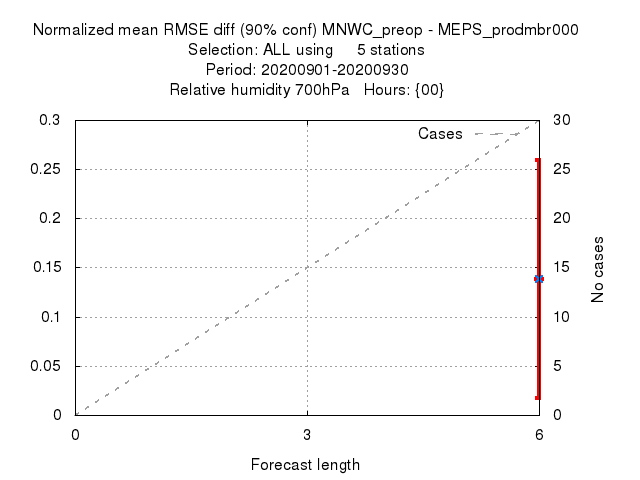 Normalized mean RMSE diff (90% conf) MNWC_preop - MEPS_prodmbr000
Selection: ALL using     5 stations
Period: 20200901-20200930
Relative humidity 700hPa   Hours: {00}
0.3
0.25
0.2
0.15
0.1
0.05
0
Cases
30
25
20
15
10
5
0
No cases
0 3 6
Forecast length